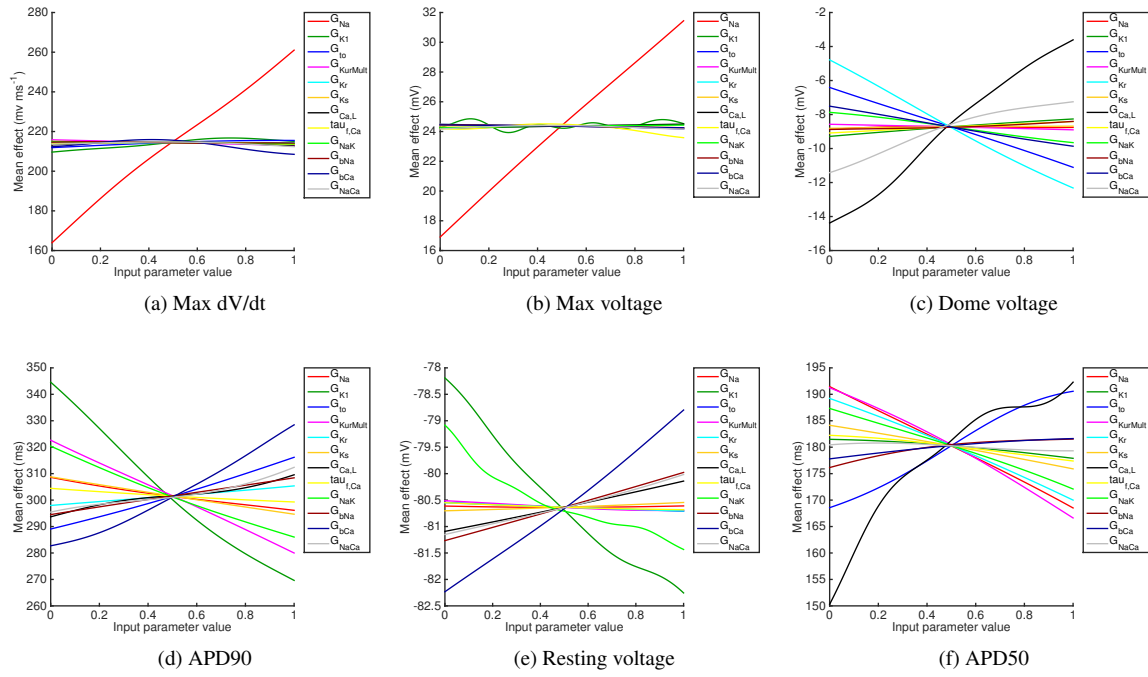 280
260
240
220
200
180
160
0
0.2
0.4
0.6
0.8
1
Mean effect (mv ms⁻¹)
Input parameter value
G_Na
G_K1
G_to
G_KurMult
G_Kr
G_Ks
G_Ca,L
tau_f,Ca
G_NaK
G_bNa
G_bCa
G_NaCa
(a) Max dV/dt
32
30
28
26
24
22
20
18
16
0
0.2
0.4
0.6
0.8
1
Mean effect (mV)
Input parameter value
G_Na
G_K1
G_to
G_KurMult
G_Kr
G_Ks
G_Ca,L
tau_f,Ca
G_NaK
G_bNa
G_bCa
G_NaCa
(b) Max voltage
-2
-4
-6
-8
-10
-12
-14
-16
0
0.2
0.4
0.6
0.8
1
Mean effect (mV)
Input parameter value
G_Na
G_K1
G_to
G_KurMult
G_Kr
G_Ks
G_Ca,L
tau_f,Ca
G_NaK
G_bNa
G_bCa
G_NaCa
(c) Dome voltage
350
340
330
320
310
300
290
280
270
260
0
0.2
0.4
0.6
0.8
1
Mean effect (ms)
Input parameter value
G_Na
G_K1
G_to
G_KurMult
G_Kr
G_Ks
G_Ca,L
tau_f,Ca
G_NaK
G_bNa
G_bCa
G_NaCa
(d) APD90
-78
-78.5
-79
-79.5
-80
-80.5
-81
-81.5
-82
-82.5
0
0.2
0.4
0.6
0.8
1
Mean effect (mV)
Input parameter value
G_Na
G_K1
G_to
G_KurMult
G_Kr
G_Ks
G_Ca,L
tau_f,Ca
G_NaK
G_bNa
G_bCa
G_NaCa
(e) Resting voltage
195
190
185
180
175
170
165
160
155
150
0
0.2
0.4
0.6
0.8
1
Mean effect (ms)
Input parameter value
G_Na
G_K1
G_to
G_KurMult
G_Kr
G_Ks
G_Ca,L
tau_f,Ca
G_NaK
G_bNa
G_bCa
G_NaCa
(f) APD50